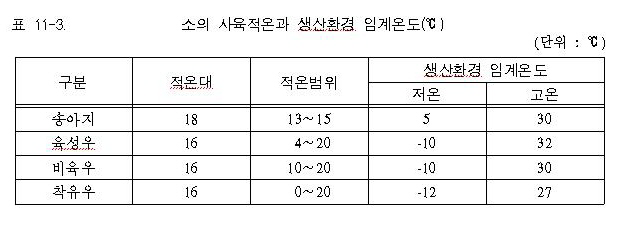 표 11-3. 소의 사육적온과 생산환경 임계온도(℃)
(단위 : ℃)
구분 적온대 적온범위 생산환경 임계온도
저온 고온
송아지 18 13~15 5 30
육성우 16 4~20 -10 32
비육우 16 10~20 -10 30
착유우 16 0~20 -12 27